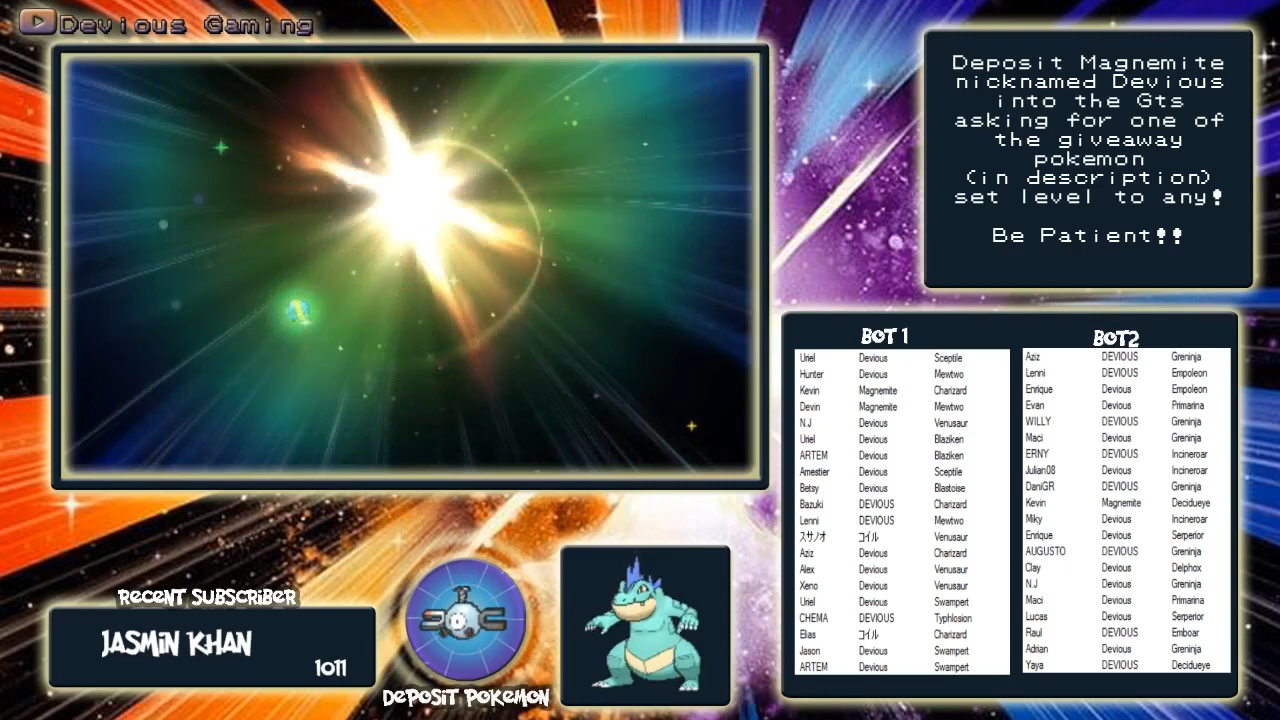 Devious Gaming
Deposit Magnemite
nicknamed Devious
into the Gts
asking for one of
the giveaway
pokemon
(in description)
set level to any!
Be Patient!!
BOT 1
Uriel Devious Sceptile
Hunter Devious Mewtwo
Kevin Magnemite Charizard
Devin Magnemite Mewtwo
N.J Devious Venusaur
Uriel Devious Blaziken
ARTEM Devious Blaziken
Amestier Devious Sceptile
Betsy Devious Blastoise
Bazuki DEVIOUS Charizard
Lenni DEVIOUS Mewtwo
スサノオ コイル Venusaur
Aziz Devious Charizard
Alex Devious Venusaur
Xeno Devious Venusaur
Uriel Devious Swampert
CHEMA DEVIOUS Typhlosion
Elias コイル Charizard
Jason Devious Swampert
ARTEM Devious Swampert
BOT2
Aziz DEVIOUS Greninja
Lenni DEVIOUS Empoleon
Enrique Devious Empoleon
Evan Devious Primarina
WILLY DEVIOUS Greninja
Maci Devious Greninja
ERNY DEVIOUS Incineroar
Julian08 Devious Incineroar
DaniGR DEVIOUS Greninja
Kevin Magnemite Decidueye
Miky Devious Incineroar
Enrique Devious Serperior
AUGUSTO DEVIOUS Greninja
Clay Devious Delphox
N.J Devious Greninja
Maci Devious Primarina
Lucas Devious Serperior
Raul DEVIOUS Emboar
Adrian Devious Greninja
Yaya DEVIOUS Decidueye
RECENT SUBSCRIBER
JASMIN KHAN
1011
DEPOSIT POKEMON